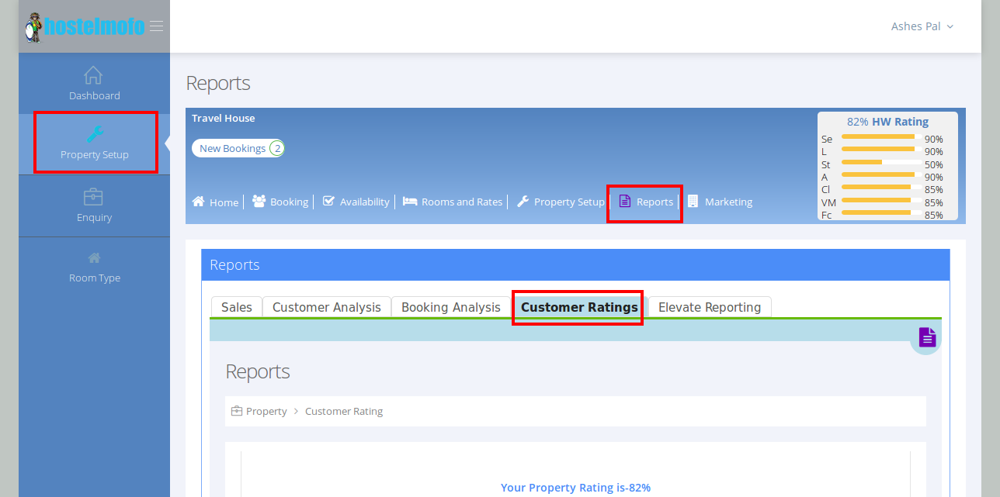 hostelmofo
Ashes Pal
Dashboard
Property Setup
Enquiry
Room Type
Reports
Travel House
New Bookings 2
82% HW Rating
Se 90%
L 90%
St 50%
A 90%
Cl 85%
VM 85%
Fc 85%
Home Booking Availability Rooms and Rates Property Setup Reports Marketing
Reports
Sales Customer Analysis Booking Analysis Customer Ratings Elevate Reporting
Reports
Property > Customer Rating
Your Property Rating is-82%